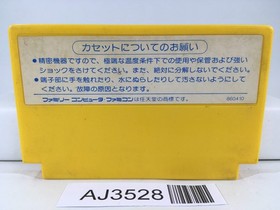 カセットについてのお願い
●精密機器ですので、極端な温度条件下での使用や保管および強い
ショックをさけてください。また、絶対に分解しないでください。
●端子部に手を触れたり、水にぬらしたりして汚さないようにして
ください。故障の原因となります。
ファミリーコンピュータ・ファミコンは任天堂の商標です。
AJ3528